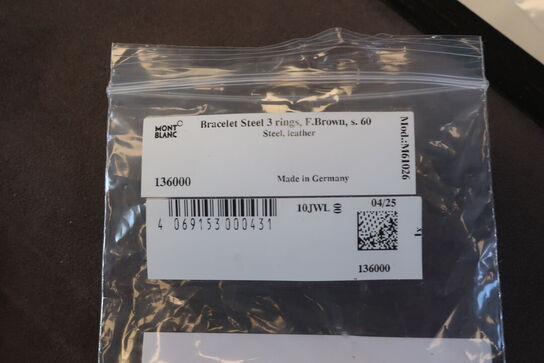 MONT
BLANC
Bracelet Steel 3 rings, F.Brown, s. 60
Steel, leather
Mod.:M61026
136000
Made in Germany
4 069153 000431
10JWL
04/25
136000